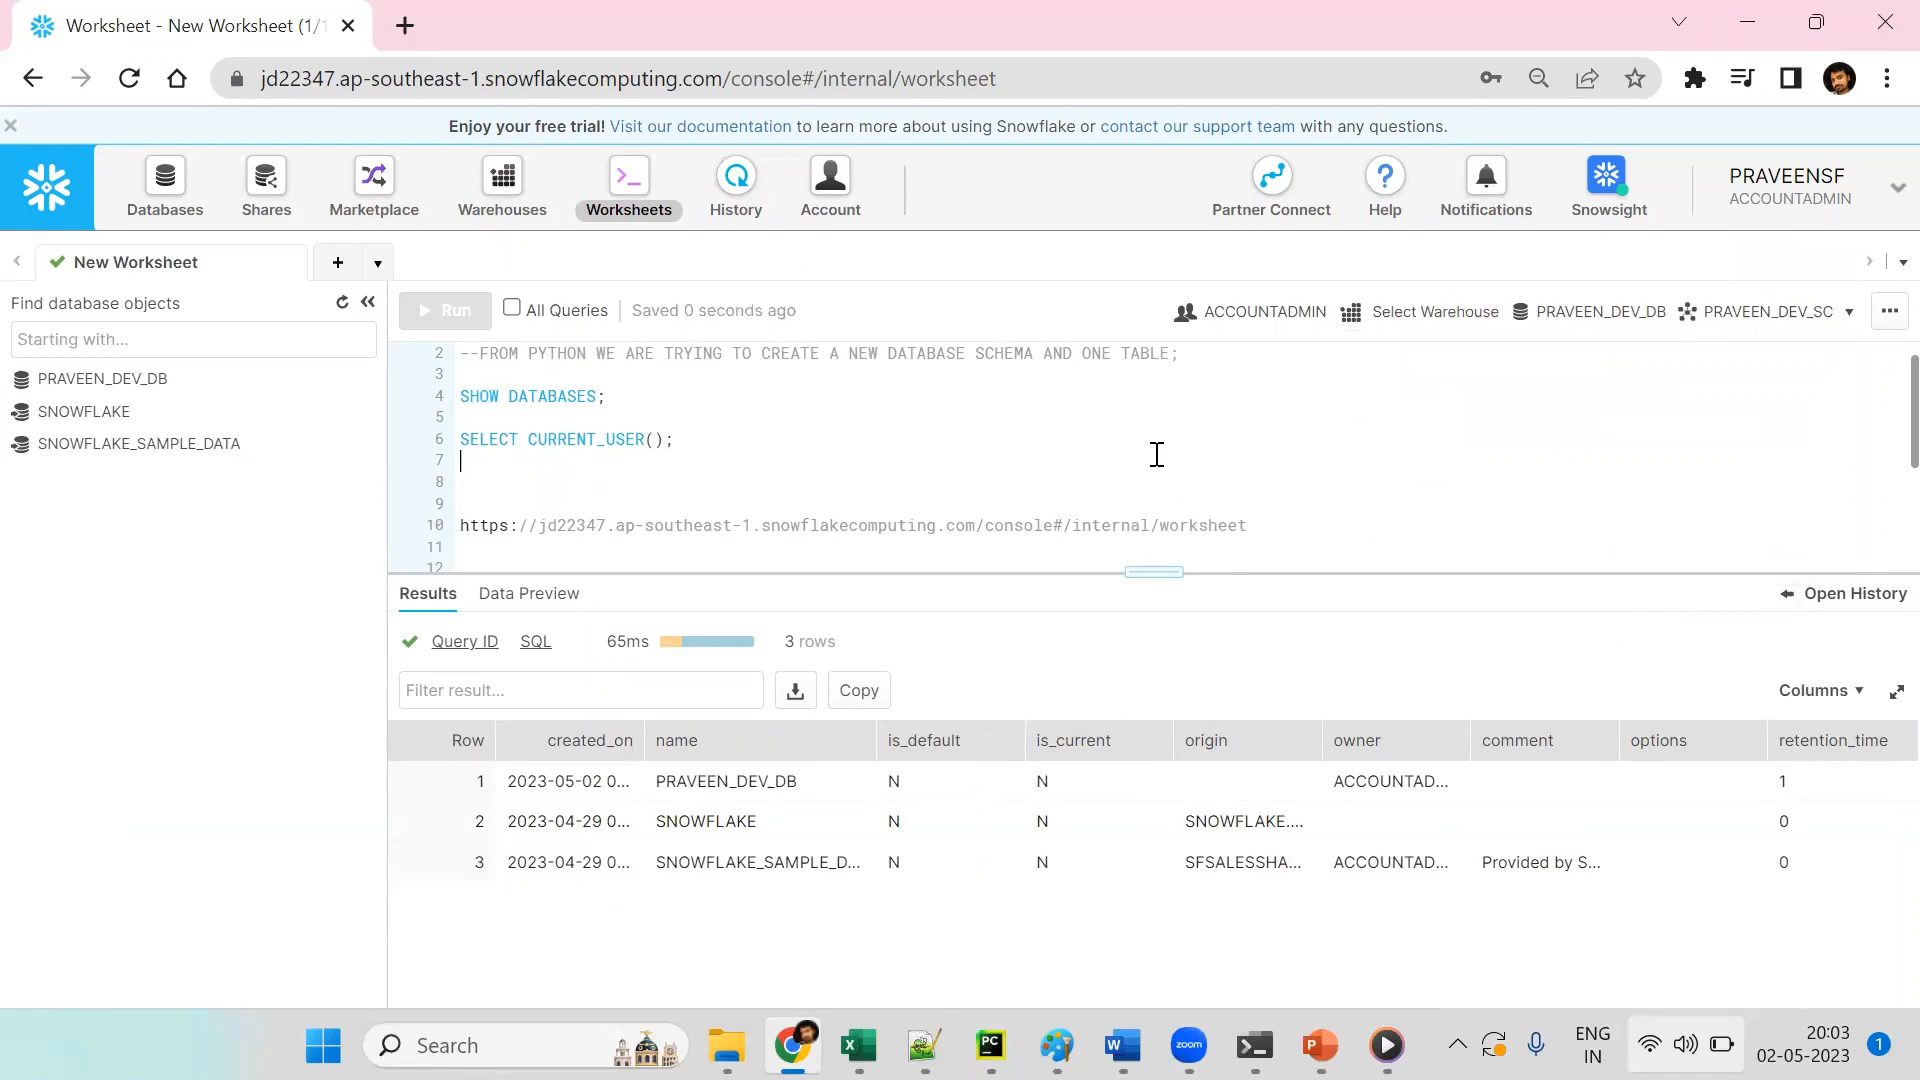 Worksheet - New Worksheet (1/1
jd22347.ap-southeast-1.snowflakecomputing.com/console#/internal/worksheet
Enjoy your free trial! Visit our documentation to learn more about using Snowflake or contact our support team with any questions.
Databases
Shares
Marketplace
Warehouses
Worksheets
History
Account
Partner Connect
Help
Notifications
Snowsight
PRAVEENSF
ACCOUNTADMIN
New Worksheet
Find database objects
Starting with...
PRAVEEN_DEV_DB
SNOWFLAKE
SNOWFLAKE_SAMPLE_DATA
Run
All Queries
Saved 0 seconds ago
ACCOUNTADMIN
Select Warehouse
PRAVEEN_DEV_DB
PRAVEEN_DEV_SC
2 --FROM PYTHON WE ARE TRYING TO CREATE A NEW DATABASE SCHEMA AND ONE TABLE;
3
4 SHOW DATABASES;
5
6 SELECT CURRENT_USER();
7
8
9
10 https://jd22347.ap-southeast-1.snowflakecomputing.com/console#/internal/worksheet
11
12
Results Data Preview
Open History
Query ID SQL 65ms 3 rows
Filter result...
Copy
Columns
Row created_on name is_default is_current origin owner comment options retention_time
1 2023-05-02 0... PRAVEEN_DEV_DB N N ACCOUNTAD... 1
2 2023-04-29 0... SNOWFLAKE N N SNOWFLAKE.... 0
3 2023-04-29 0... SNOWFLAKE_SAMPLE_D... N N SFSALESSHA... ACCOUNTAD... Provided by S... 0
Search
PC
zoom
ENG
IN
20:03
02-05-2023
1